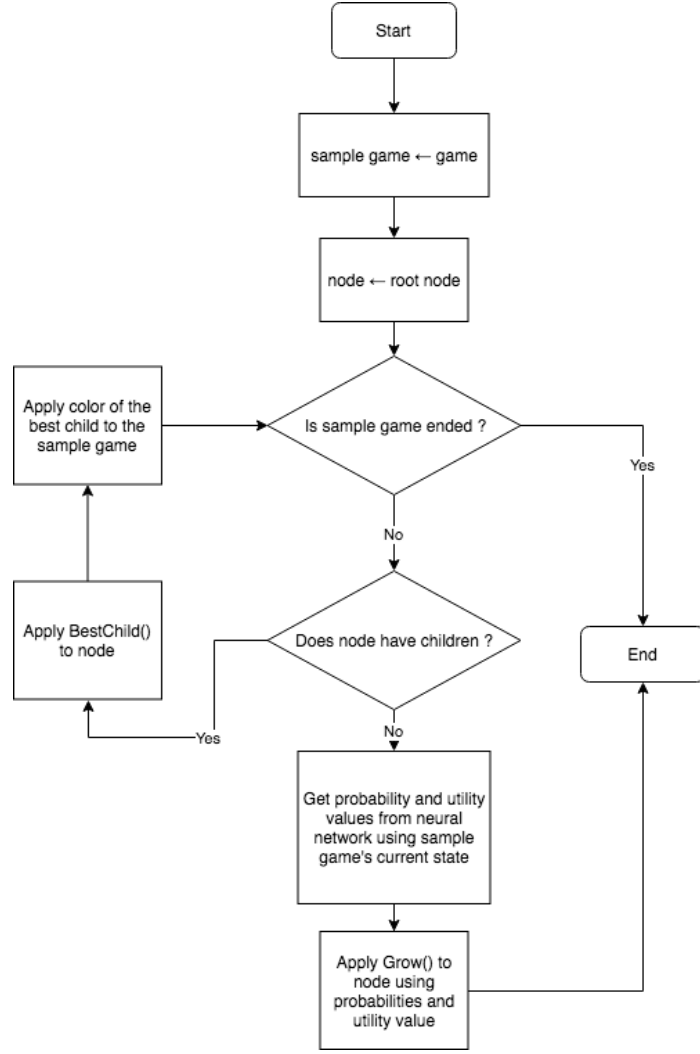 Start
sample game ← game
node ← root node
Is sample game ended ?
Yes
No
Apply color of the
best child to the
sample game
Apply BestChild()
to node
Does node have children ?
Yes
No
End
Get probability and utility
values from neural
network using sample
game's current state
Apply Grow() to
node using
probabilities and
utility value